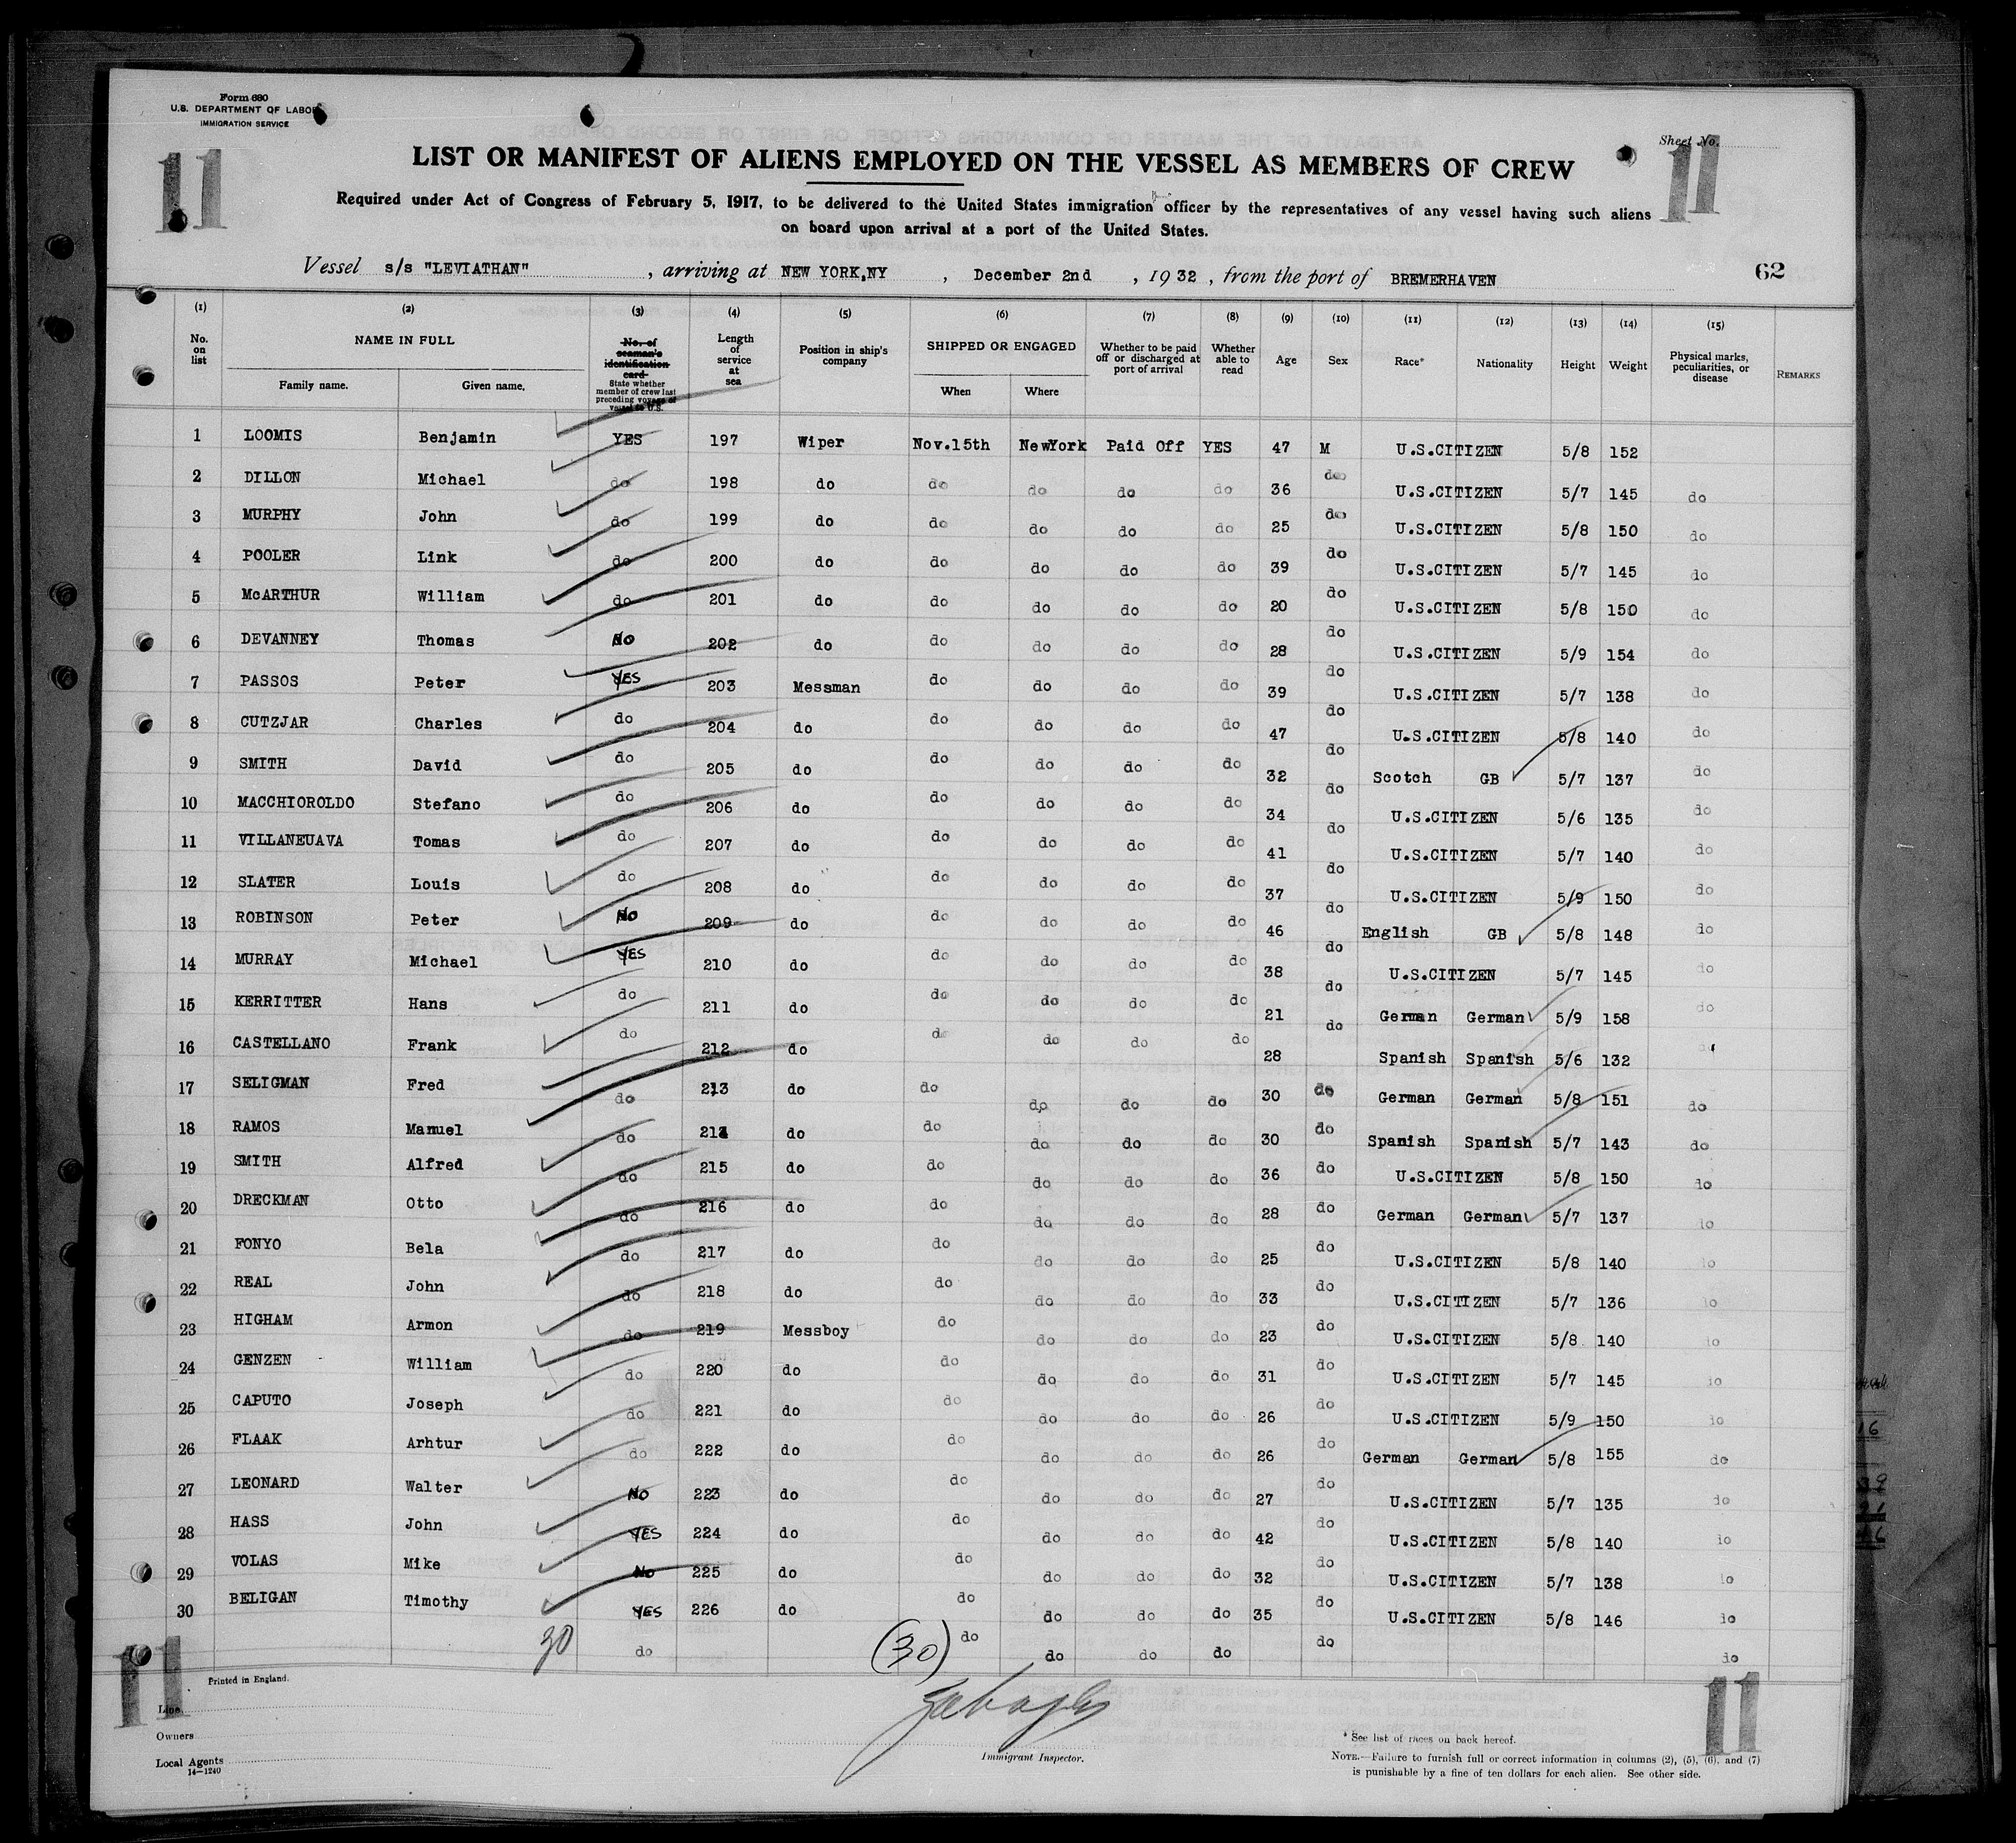 Form 680
U.S. DEPARTMENT OF LABOR
IMMIGRATION SERVICE
Sheet No.
11 11
LIST OR MANIFEST OF ALIENS EMPLOYED ON THE VESSEL AS MEMBERS OF CREW
Required under Act of Congress of February 5, 1917, to be delivered to the United States immigration officer by the representatives of any vessel having such aliens
on board upon arrival at a port of the United States.
Vessel s/s "LEVIATHAN", arriving at NEW YORK,NY, December 2nd, 1932, from the port of BREMERHAVEN
62
(1) (2) (3) (4) (5) (6) (7) (8) (9) (10) (11) (12) (13) (14) (15)
No. on list NAME IN FULL Family name. Given name. No. of seaman's identification card State whether member of crew last preceding voyage of vessel to U.S. Length of service at sea Position in ship's company SHIPPED OR ENGAGED When Where Whether to be paid off or discharged at port of arrival Whether able to read Age Sex Race* Nationality Height Weight Physical marks, peculiarities, or disease REMARKS
1 LOOMIS Benjamin YES 197 Wiper Nov.15th NewYork Paid Off YES 47 M U.S.CITIZEN 5/8 152
2 DILLON Michael do 198 do do do do do 36 do U.S.CITIZEN 5/7 145 do
3 MURPHY John do 199 do do do do do 25 do U.S.CITIZEN 5/8 150 do
4 POOLER Link do 200 do do do do do 39 do U.S.CITIZEN 5/7 145 do
5 McARTHUR William do 201 do do do do do 20 do U.S.CITIZEN 5/8 150 do
6 DEVANNEY Thomas No 202 do do do do do 28 do U.S.CITIZEN 5/9 154 do
7 PASSOS Peter YES 203 Messman do do do do 39 do U.S.CITIZEN 5/7 138 do
8 CUTZJAR Charles do 204 do do do do do 47 do U.S.CITIZEN 5/8 140 do
9 SMITH David do 205 do do do do do 32 do Scotch GB 5/7 137 do
10 MACCHIOROLDO Stefano do 206 do do do do do 34 do U.S.CITIZEN 5/6 135 do
11 VILLANEUAVA Tomas do 207 do do do do do 41 do U.S.CITIZEN 5/7 140 do
12 SLATER Louis do 208 do do do do do 37 do U.S.CITIZEN 5/9 150 do
13 ROBINSON Peter No 209 do do do do do 46 do English GB 5/8 148 do
14 MURRAY Michael YES 210 do do do do do 38 do U.S.CITIZEN 5/7 145 do
15 KERRITTER Hans do 211 do do do do do 21 do German German 5/9 158 do
16 CASTELLANO Frank do 212 do do do do do 28 do Spanish Spanish 5/6 132
17 SELIGMAN Fred do 213 do do do do do 30 do German German 5/8 151 do
18 RAMOS Manuel do 214 do do do do do 30 do Spanish Spanish 5/7 143 do
19 SMITH Alfred do 215 do do do do do 36 do U.S.CITIZEN 5/8 150 do
20 DRECKMAN Otto do 216 do do do do do 28 do German German 5/7 137 do
21 FONYO Bela do 217 do do do do do 25 do U.S.CITIZEN 5/8 140 do
22 REAL John do 218 do do do do do 33 do U.S.CITIZEN 5/7 136 do
23 HIGHAM Armon do 219 Messboy do do do do 23 do U.S.CITIZEN 5/8 140 do
24 GENZEN William do 220 do do do do do 31 do U.S.CITIZEN 5/7 145 do
25 CAPUTO Joseph do 221 do do do do do 26 do U.S.CITIZEN 5/9 150 do
26 FLAAK Arhtur do 222 do do do do do 26 do German German 5/8 155 do
27 LEONARD Walter No 223 do do do do do 27 do U.S.CITIZEN 5/7 135 do
28 HASS John YES 224 do do do do do 42 do U.S.CITIZEN 5/8 140 do
29 VOLAS Mike No 225 do do do do do 32 do U.S.CITIZEN 5/7 138 do
30 BELIGAN Timothy YES 226 do do do do do 35 do U.S.CITIZEN 5/8 146 do
30 do (30) do do do do do do
11 11
Printed in England.
Line
Owners
Local Agents
14-1240
Immigrant Inspector.
* See list of races on back hereof.
NOTE.—Failure to furnish full or correct information in columns (2), (5), (6), and (7)
is punishable by a fine of ten dollars for each alien. See other side.